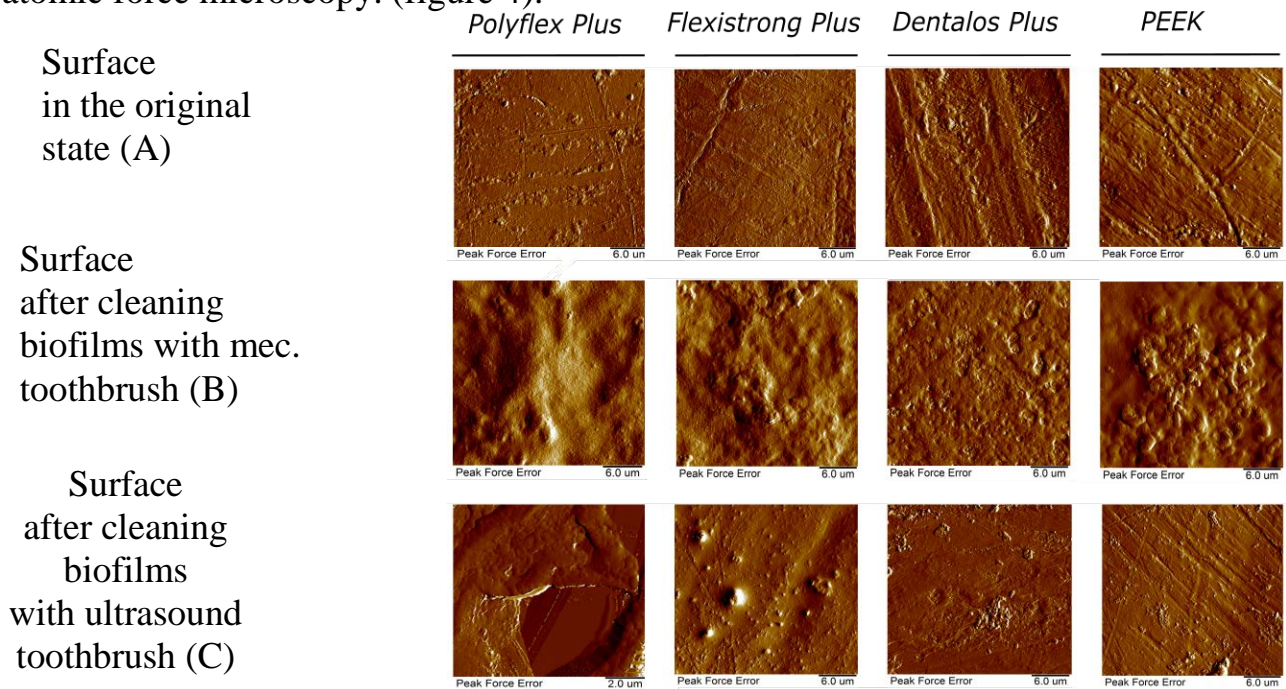 atomic force microscopy. (figure 4).
Polyflex Plus Flexistrong Plus Dentalos Plus PEEK
Surface
in the original
state (A)
Peak Force Error 6.0 um Peak Force Error 6.0 um Peak Force Error 6.0 um Peak Force Error 6.0 um
Surface
after cleaning
biofilms with mec.
toothbrush (B)
Peak Force Error 6.0 um Peak Force Error 6.0 um Peak Force Error 6.0 um Peak Force Error 6.0 um
Surface
after cleaning
biofilms
with ultrasound
toothbrush (C)
Peak Force Error 2.0 um Peak Force Error 6.0 um Peak Force Error 6.0 um Peak Force Error 6.0 um